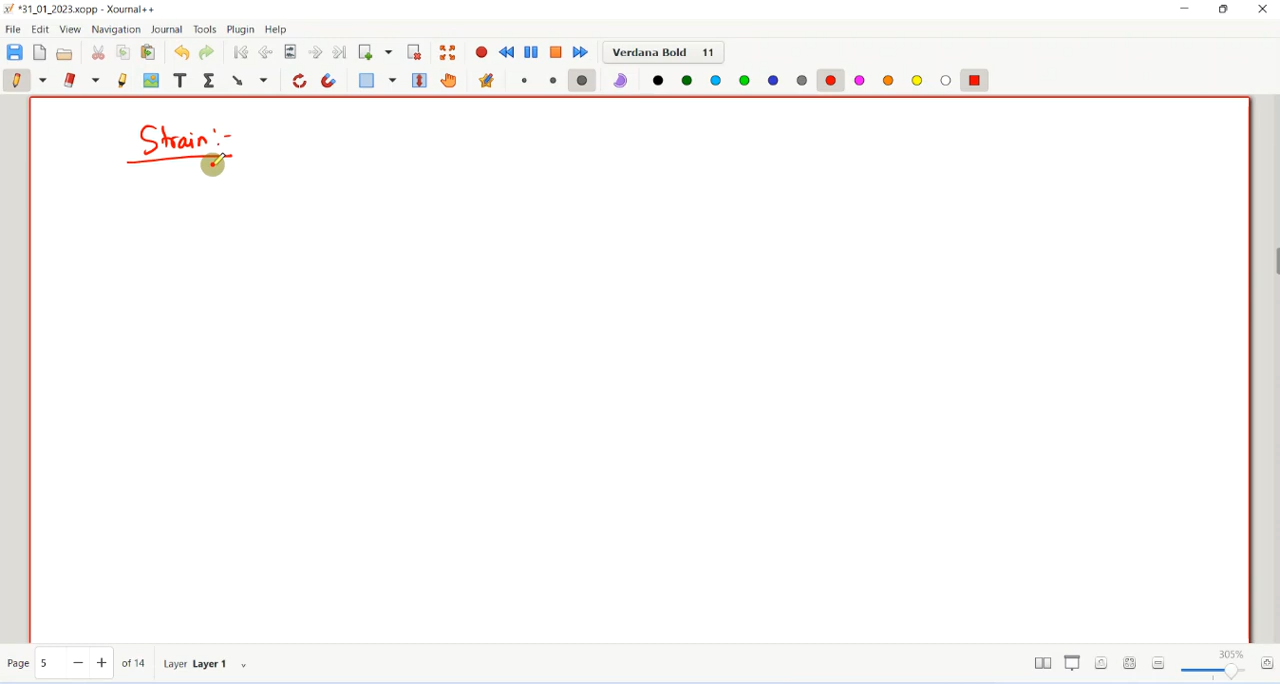 *31_01_2023.xopp - Xournal++
File Edit View Navigation Journal Tools Plugin Help
Verdana Bold 11
T Σ
Strain :-
Page 5 of 14 Layer Layer 1
305%